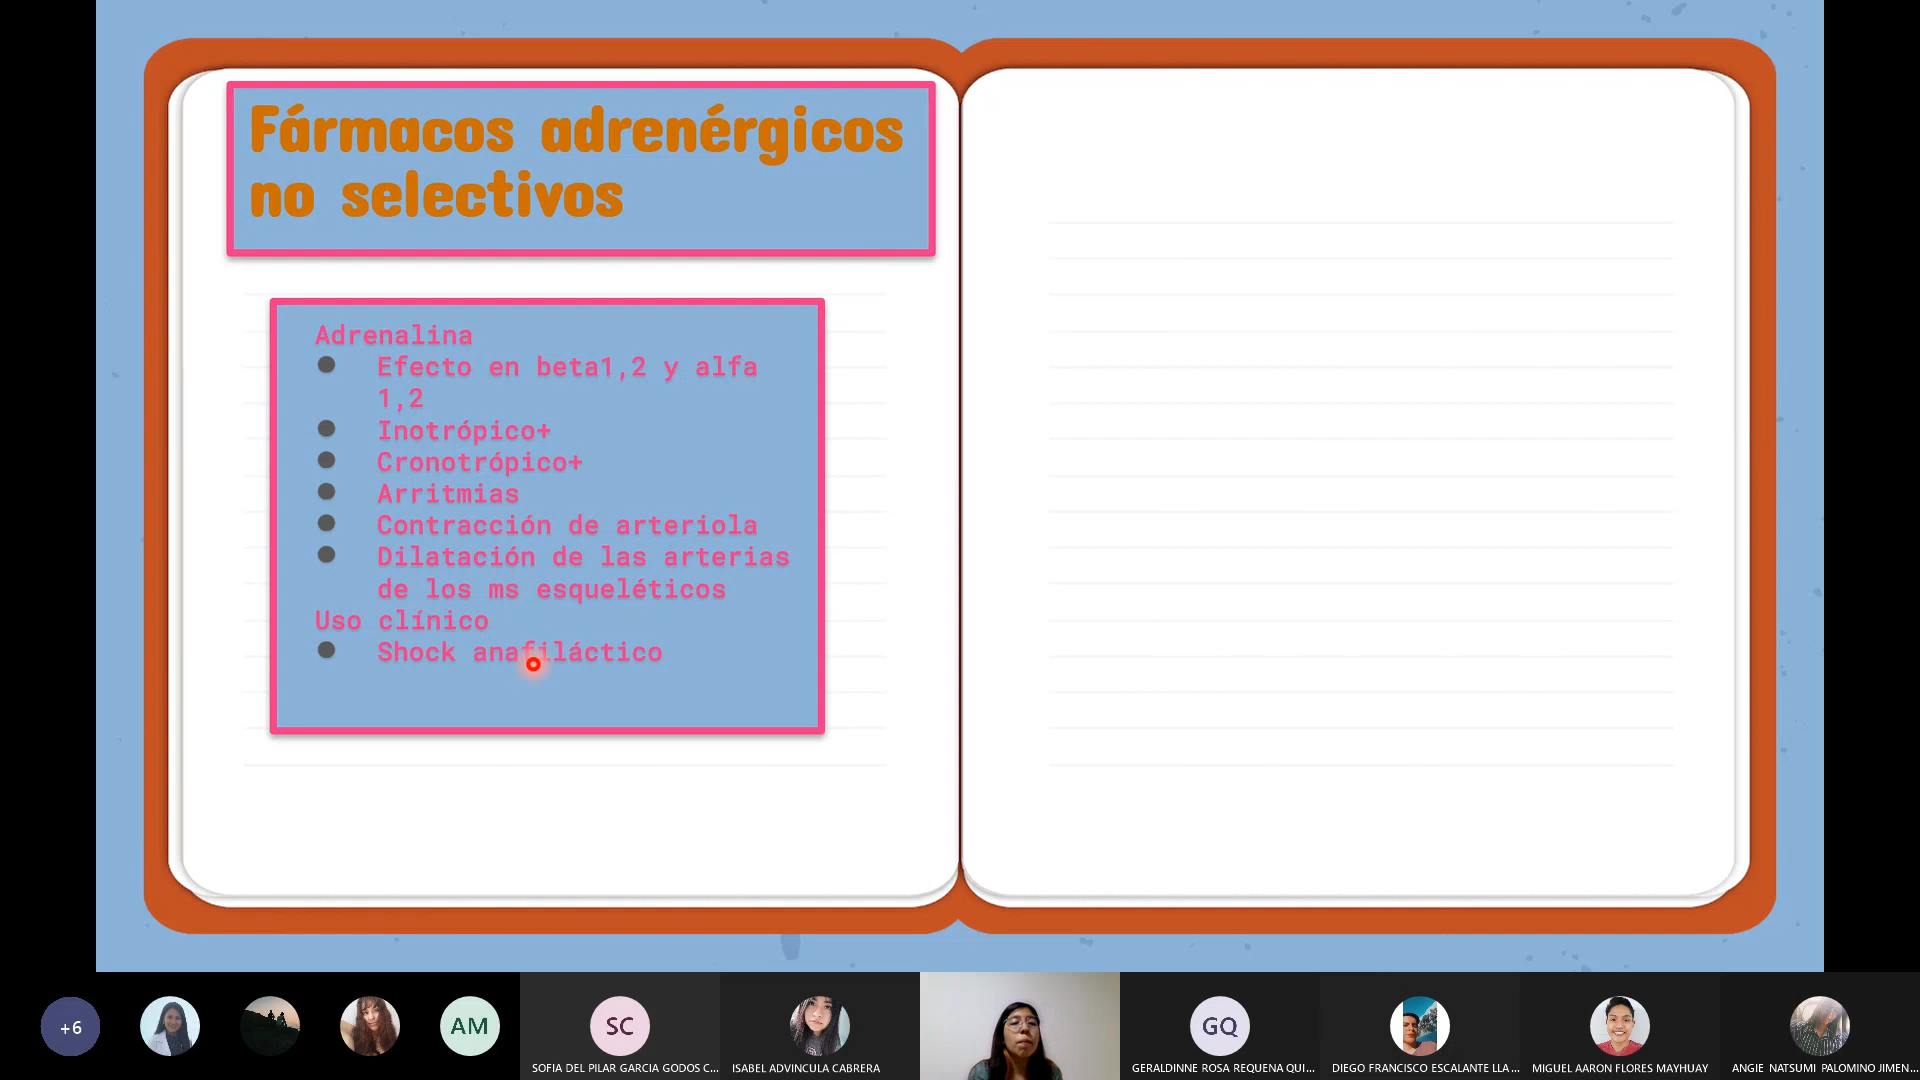 Fármacos adrenérgicos
no selectivos
Adrenalina
Efecto en beta1,2 y alfa
1,2
Inotrópico+
Cronotrópico+
Arritmias
Contracción de arteriola
Dilatación de las arterias
de los ms esqueléticos
Uso clínico
Shock anafiláctico
+6
AM
SC
SOFIA DEL PILAR GARCIA GODOS C...
ISABEL ADVINCULA CABRERA
GQ
GERALDINNE ROSA REQUENA QUI...
DIEGO FRANCISCO ESCALANTE LLA...
MIGUEL AARON FLORES MAYHUAY
ANGIE NATSUMI PALOMINO JIMEN...